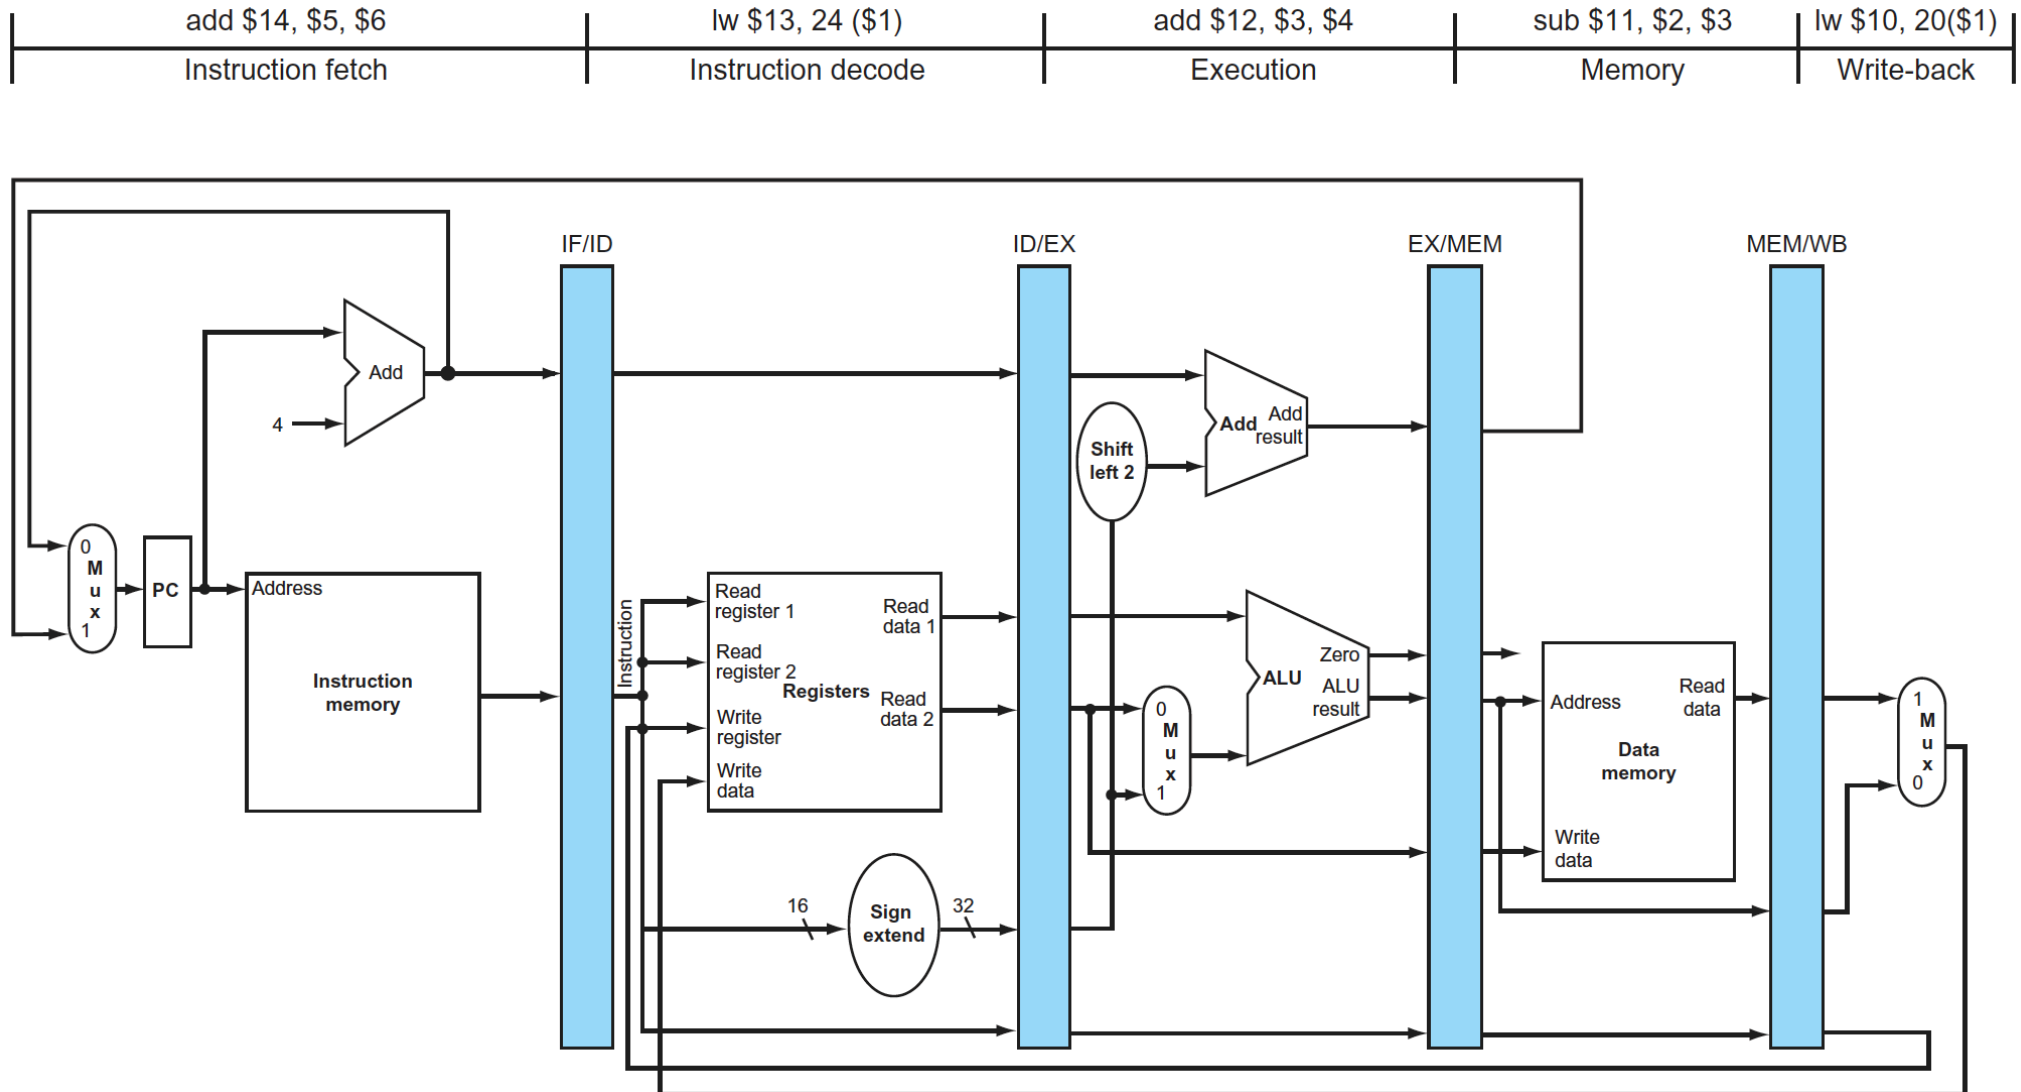 add $14, $5, $6
lw $13, 24 ($1)
add $12, $3, $4
sub $11, $2, $3
lw $10, 20($1)
Instruction fetch
Instruction decode
Execution
Memory
Write-back
IF/ID
ID/EX
EX/MEM
MEM/WB
Add
4
0
M
u
x
1
PC
Address
Instruction
memory
Instruction
Read
register 1
Read
register 2
Registers
Write
register
Write
data
Read
data 1
Read
data 2
16
Sign
extend
32
Shift
left 2
Add
Add
result
0
M
u
x
1
ALU
Zero
ALU
result
Address
Read
data
Data
memory
Write
data
1
M
u
x
0